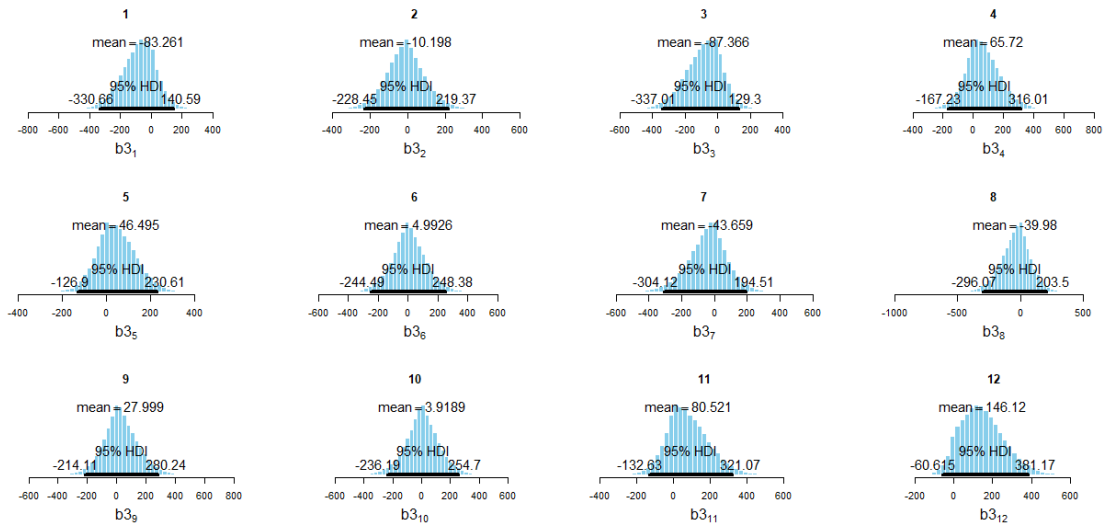 1 2 3 4
mean = -83.261 mean = -10.198 mean = -87.366 mean = 65.72
95% HDI 95% HDI 95% HDI 95% HDI
-330.66 140.59 -228.45 219.37 -337.01 129.3 -167.23 316.01
-800 -600 -400 -200 0 200 400 -400 -200 0 200 400 600 -600 -400 -200 0 200 400 -400 -200 0 200 400 600 800
b3₁ b3₂ b3₃ b3₄
5 6 7 8
mean = 46.495 mean = 4.9926 mean = -43.659 mean = -39.98
95% HDI 95% HDI 95% HDI 95% HDI
-126.9 230.61 -244.49 248.38 -304.12 194.51 -296.07 203.5
-400 -200 0 200 400 -600 -400 -200 0 200 400 600 -600 -400 -200 0 200 400 600 -1000 -500 0 500
b3₅ b3₆ b3₇ b3₈
9 10 11 12
mean = 27.999 mean = 3.9189 mean = 80.521 mean = 146.12
95% HDI 95% HDI 95% HDI 95% HDI
-214.11 280.24 -236.19 254.7 -132.63 321.07 -60.615 381.17
-600 -400 -200 0 200 400 600 800 -600 -400 -200 0 200 400 600 -400 -200 0 200 400 600 -200 0 200 400 600
b3₉ b3₁₀ b3₁₁ b3₁₂